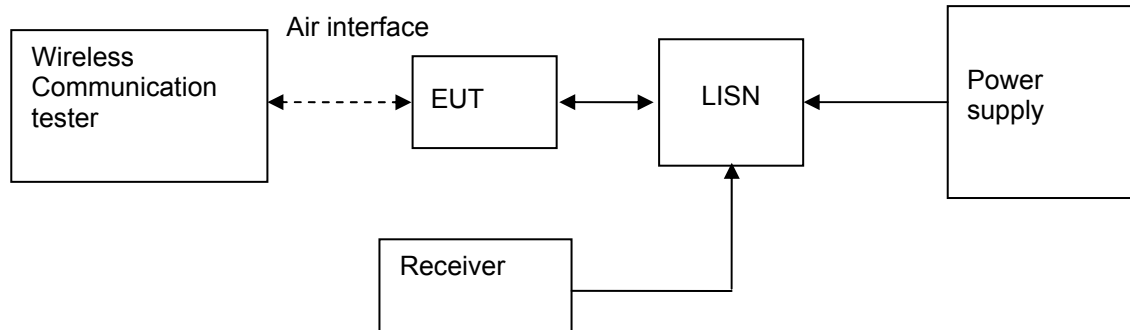 Air interface
Wireless
Communication
tester
EUT
LISN
Power
supply
Receiver